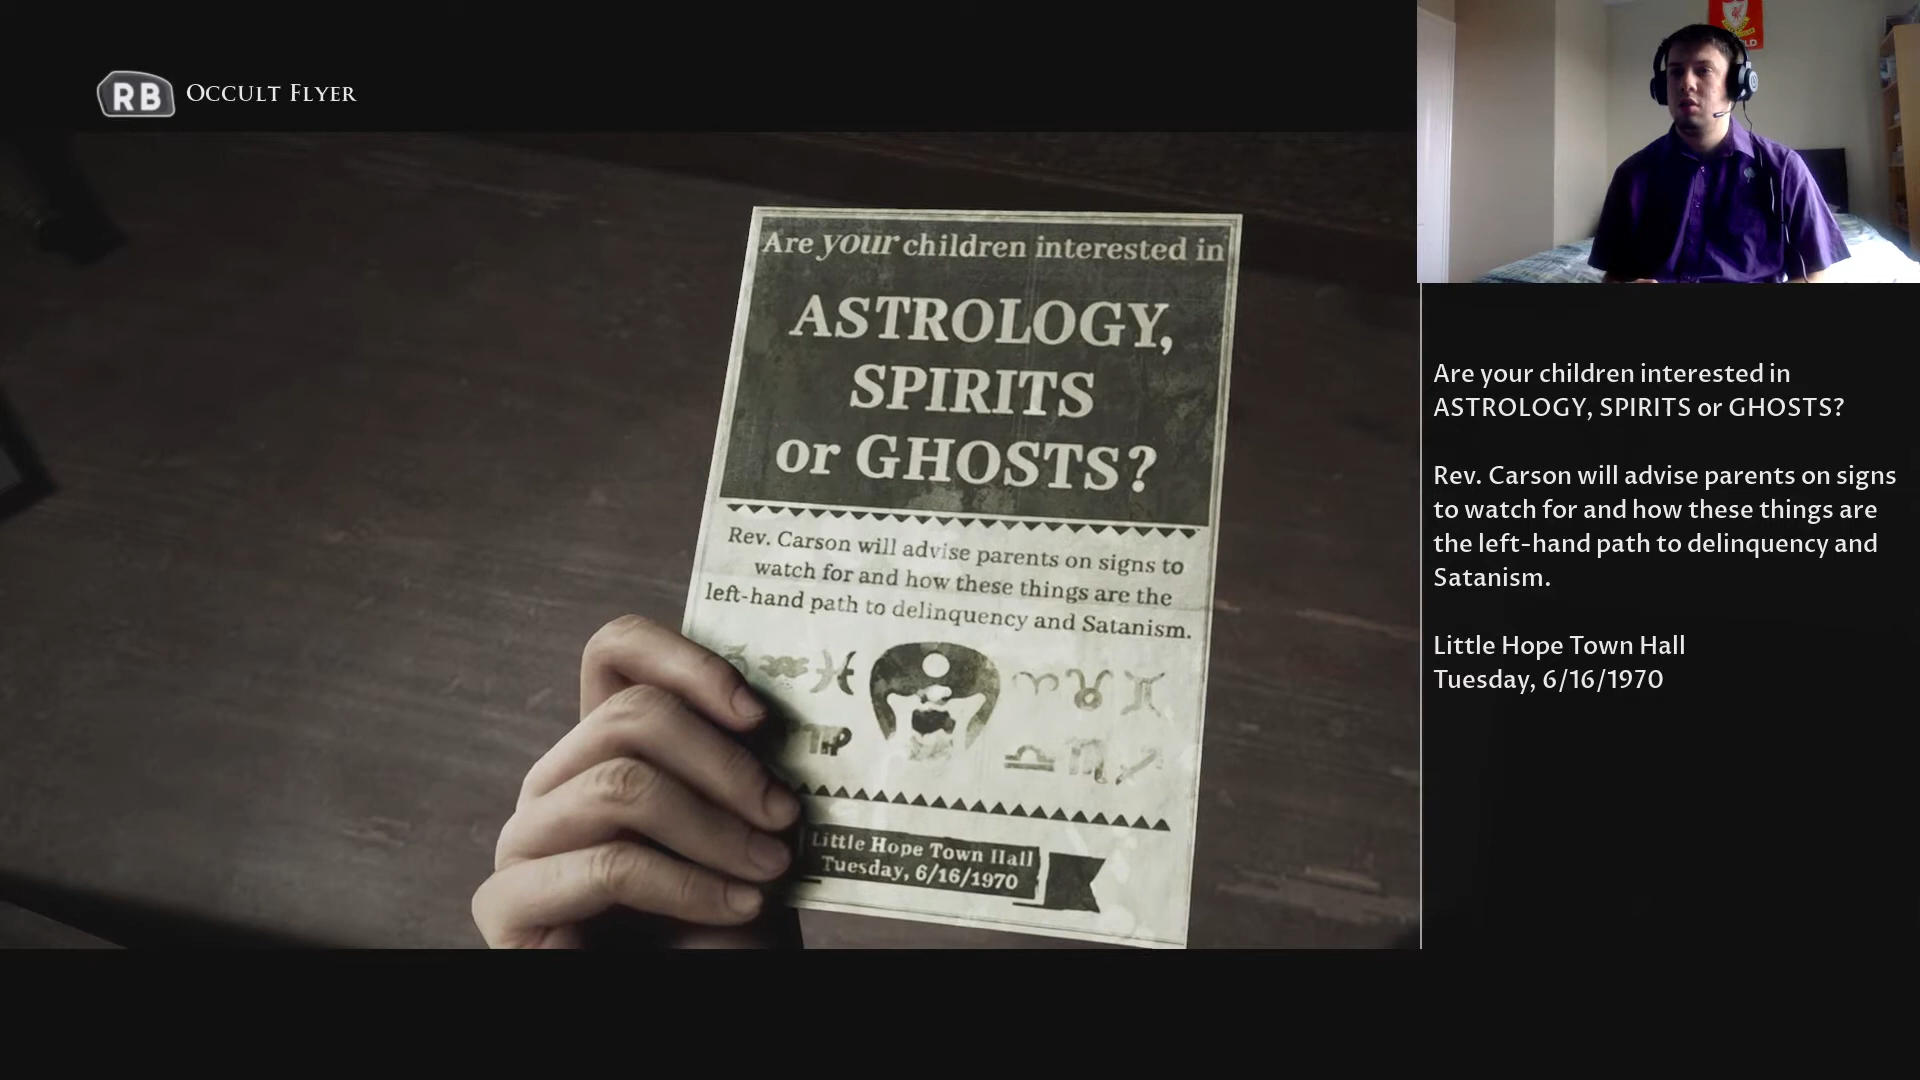 RB OCCULT FLYER
Are your children interested in
ASTROLOGY,
SPIRITS
or GHOSTS?
Rev. Carson will advise parents on signs to
watch for and how these things are the
left-hand path to delinquency and Satanism.
Little Hope Town Hall
Tuesday, 6/16/1970
Are your children interested in
ASTROLOGY, SPIRITS or GHOSTS?
Rev. Carson will advise parents on signs
to watch for and how these things are
the left-hand path to delinquency and
Satanism.
Little Hope Town Hall
Tuesday, 6/16/1970